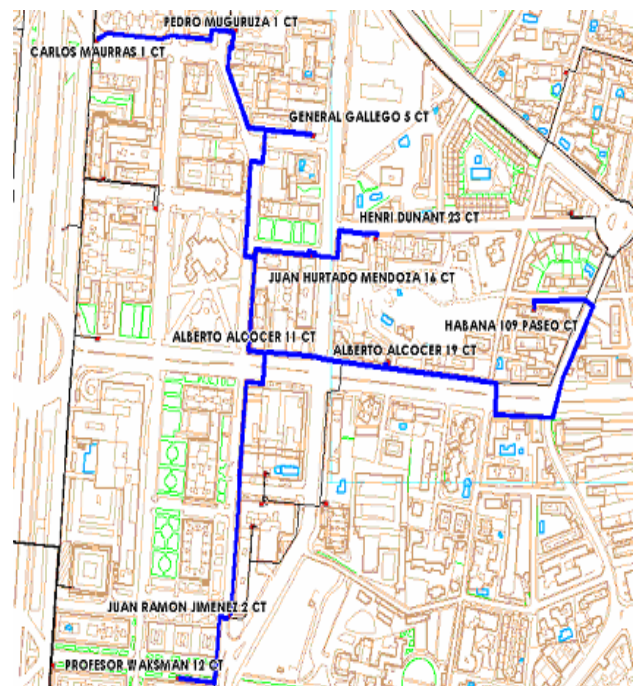 PEDRO MUGURUZA 1 CT
CARLOS MAURRAS 1 CT
GENERAL GALLEGO 5 CT
HENRI DUNANT 23 CT
JUAN HURTADO MENDOZA 16 CT
HABANA 109 PASEO CT
ALBERTO ALCOCER 11 CT
ALBERTO ALCOCER 19 CT
JUAN RAMON JIMENEZ 2 CT
PROFESOR WAKSMAN 12 CT